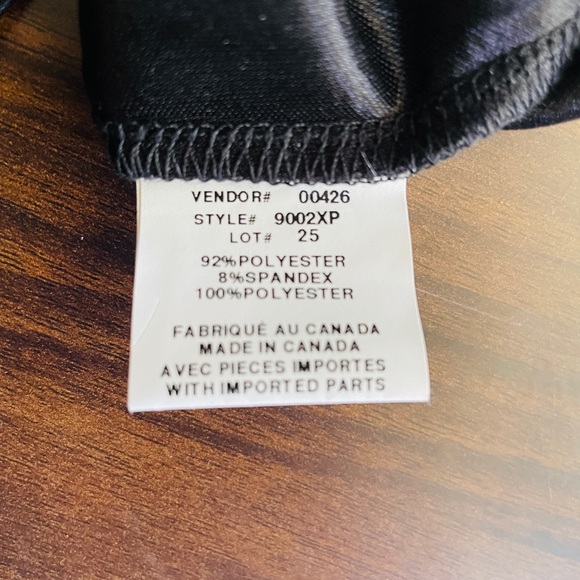 VENDOR# 00426
STYLE# 9002XP
LOT# 25
92%POLYESTER
8%SPANDEX
100%POLYESTER
FABRIQUÉ AU CANADA
MADE IN CANADA
AVEC PIECES IMPORTES
WITH IMPORTED PARTS